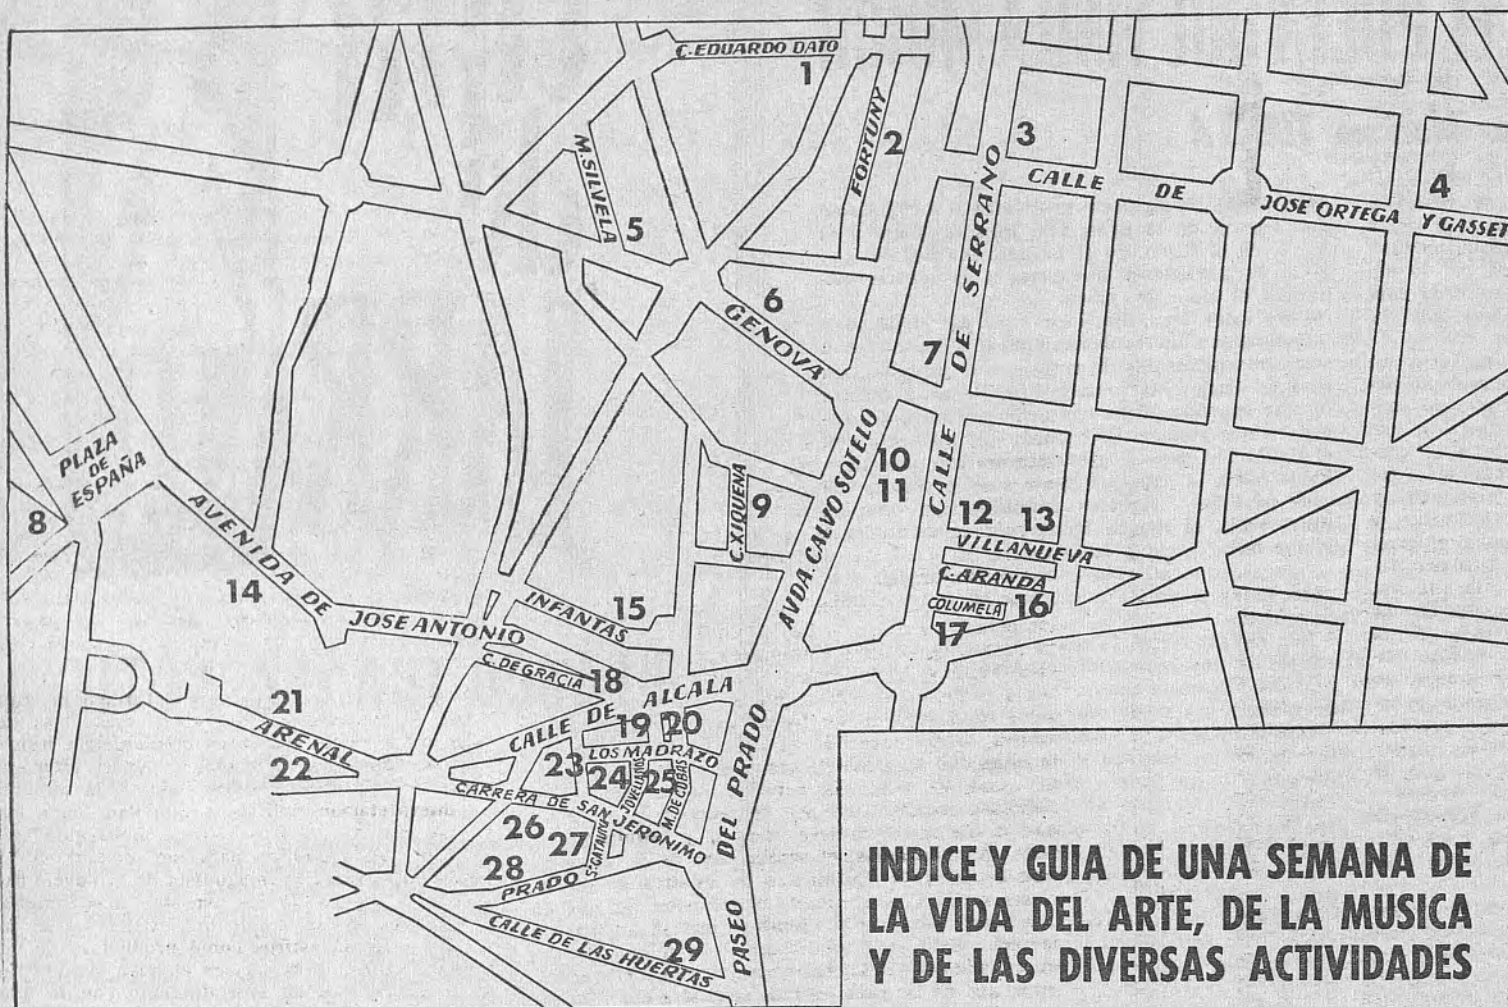 C. EDUARDO DATO
1
FORTUNY
2
3
M. SILVELA
CALLE DE JOSE ORTEGA Y GASSET
4
5
CALLE DE SERRANO
6
GENOVA
7
PLAZA
DE
ESPAÑA
8
C. XIQUENA
9
AVDA. CALVO SOTELO
10
11
12
13
VILLANUEVA
C. ARANDA
COLUMELA
16
17
AVENIDA DE JOSE ANTONIO
14
INFANTAS
15
C. DE GRACIA
18
CALLE DE ALCALA
19
20
LOS MADRAZO
21
ARENAL
22
23
24
JOVELLANOS
25
M. DE CUBAS
CARRERA DE SAN JERONIMO
26
27
28
PRADO
CALLE DE LAS HUERTAS
29
PASEO DEL PRADO
INDICE Y GUIA DE UNA SEMANA DE
LA VIDA DEL ARTE, DE LA MUSICA
Y DE LAS DIVERSAS ACTIVIDADES